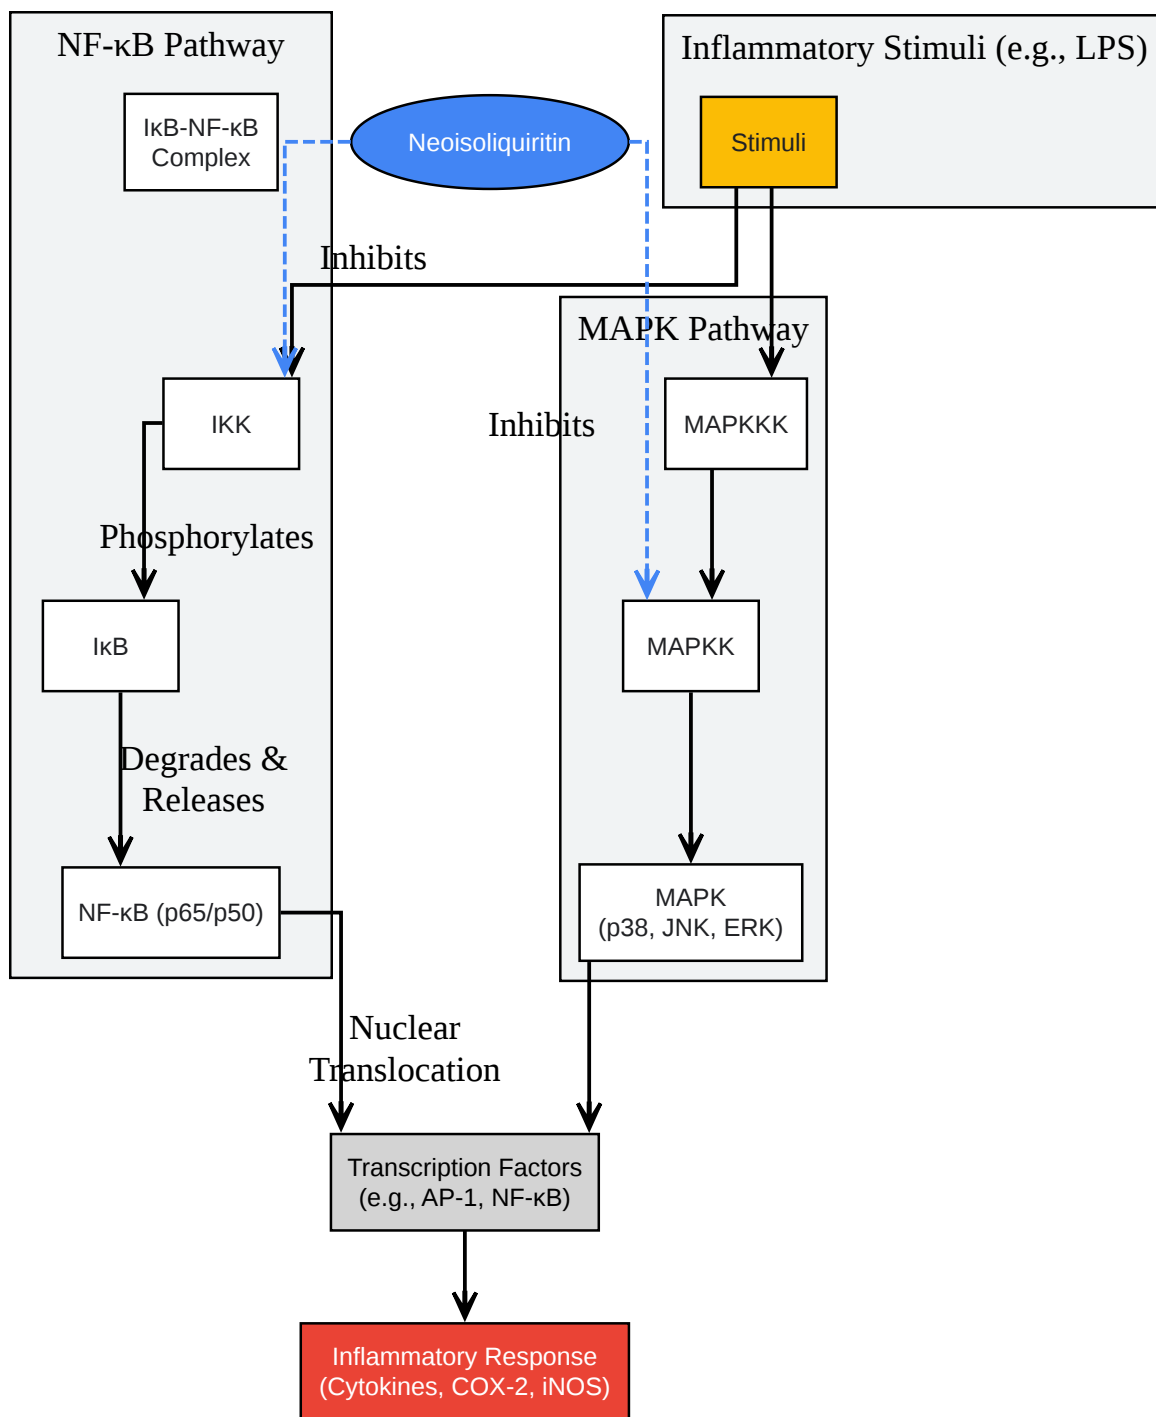 NF-κB Pathway
Inflammatory Stimuli (e.g., LPS)
IκB-NF-κB
Complex
Neoisoliquiritin
Stimuli
Inhibits
MAPK Pathway
IKK
Inhibits
MAPKKK
Phosphorylates
IκB
MAPKK
Degrades &
Releases
NF-κB (p65/p50)
MAPK
(p38, JNK, ERK)
Nuclear
Translocation
Transcription Factors
(e.g., AP-1, NF-κB)
Inflammatory Response
(Cytokines, COX-2, iNOS)